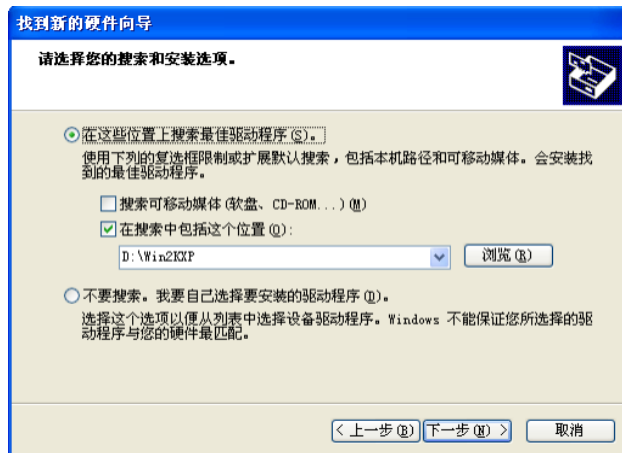 找到新的硬件向导
请选择您的搜索和安装选项。
在这些位置上搜索最佳驱动程序(S)。
使用下列的复选框限制或扩展默认搜索，包括本机路径和可移动媒体。会安装找
到的最佳驱动程序。
搜索可移动媒体(软盘、CD-ROM...)(M)
在搜索中包括这个位置(O):
D:\Win2KXP
浏览(R)
不要搜索。我要自己选择要安装的驱动程序(D)。
选择这个选项以便从列表中选择设备驱动程序。Windows 不能保证您所选择的驱
动程序与您的硬件最匹配。
< 上一步(B)
下一步(N) >
取消